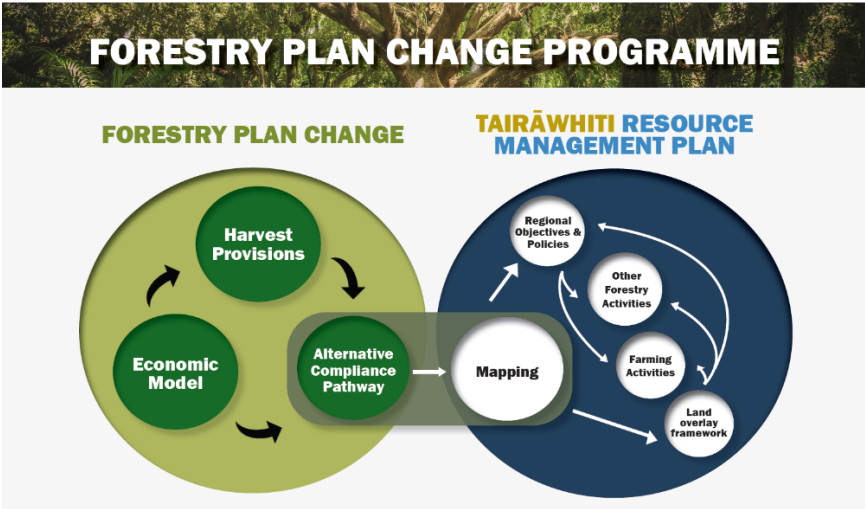 FORESTRY PLAN CHANGE PROGRAMME
FORESTRY PLAN CHANGE
TAIRĀWHITI RESOURCE
MANAGEMENT PLAN
Harvest
Provisions
Economic
Model
Alternative
Compliance
Pathway
Mapping
Regional
Objectives &
Policies
Other
Forestry
Activities
Farming
Activities
Land
overlay
framework